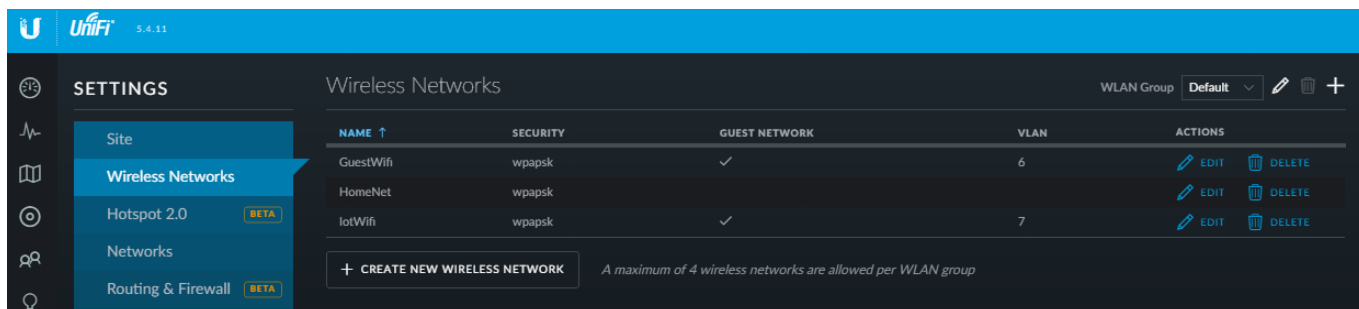 UniFi 5.4.11
SETTINGS
Site
Wireless Networks
Hotspot 2.0 BETA
Networks
Routing & Firewall BETA
Wireless Networks
WLAN Group Default
NAME ↑ SECURITY GUEST NETWORK VLAN ACTIONS
GuestWifi wpapsk ✓ 6 EDIT DELETE
HomeNet wpapsk EDIT DELETE
IotWifi wpapsk ✓ 7 EDIT DELETE
+ CREATE NEW WIRELESS NETWORK
A maximum of 4 wireless networks are allowed per WLAN group